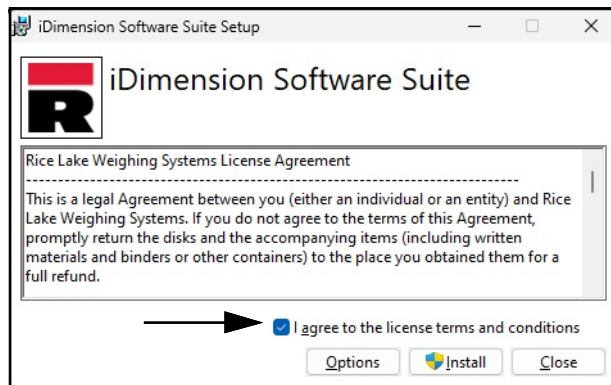 iDimension Software Suite Setup
R
iDimension Software Suite
Rice Lake Weighing Systems License Agreement
--------------------------------------------------------------------------------
This is a legal Agreement between you (either an individual or an entity) and Rice
Lake Weighing Systems. If you do not agree to the terms of this Agreement,
promptly return the disks and the accompanying items (including written
materials and binders or other containers) to the place you obtained them for a
full refund.
I agree to the license terms and conditions
Options Install Close